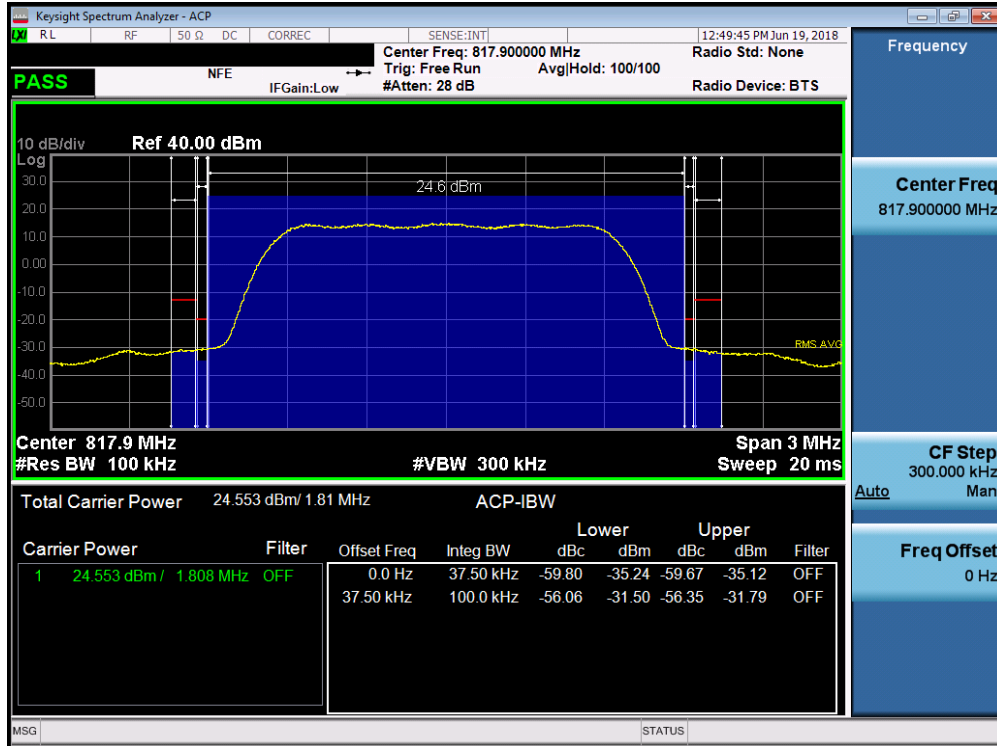 Keysight Spectrum Analyzer - ACP
LXI RL RF 50 Ω DC CORREC SENSE:INT 12:49:45 PM Jun 19, 2018
Center Freq: 817.900000 MHz Radio Std: None
PASS NFE Trig: Free Run Avg|Hold: 100/100
IFGain:Low #Atten: 28 dB Radio Device: BTS
Frequency
10 dB/div Ref 40.00 dBm
Log
30.0
20.0
10.0
0.00
-10.0
-20.0
-30.0
-40.0
-50.0
24.6 dBm
RMS AVG
Center 817.9 MHz Span 3 MHz
#Res BW 100 kHz #VBW 300 kHz Sweep 20 ms
Center Freq
817.900000 MHz
CF Step
300.000 kHz
Auto Man
Freq Offset
0 Hz
Total Carrier Power 24.553 dBm/ 1.81 MHz ACP-IBW
Lower Upper
Carrier Power Filter Offset Freq Integ BW dBc dBm dBc dBm Filter
1 24.553 dBm / 1.808 MHz OFF 0.0 Hz 37.50 kHz -59.80 -35.24 -59.67 -35.12 OFF
37.50 kHz 100.0 kHz -56.06 -31.50 -56.35 -31.79 OFF
MSG STATUS